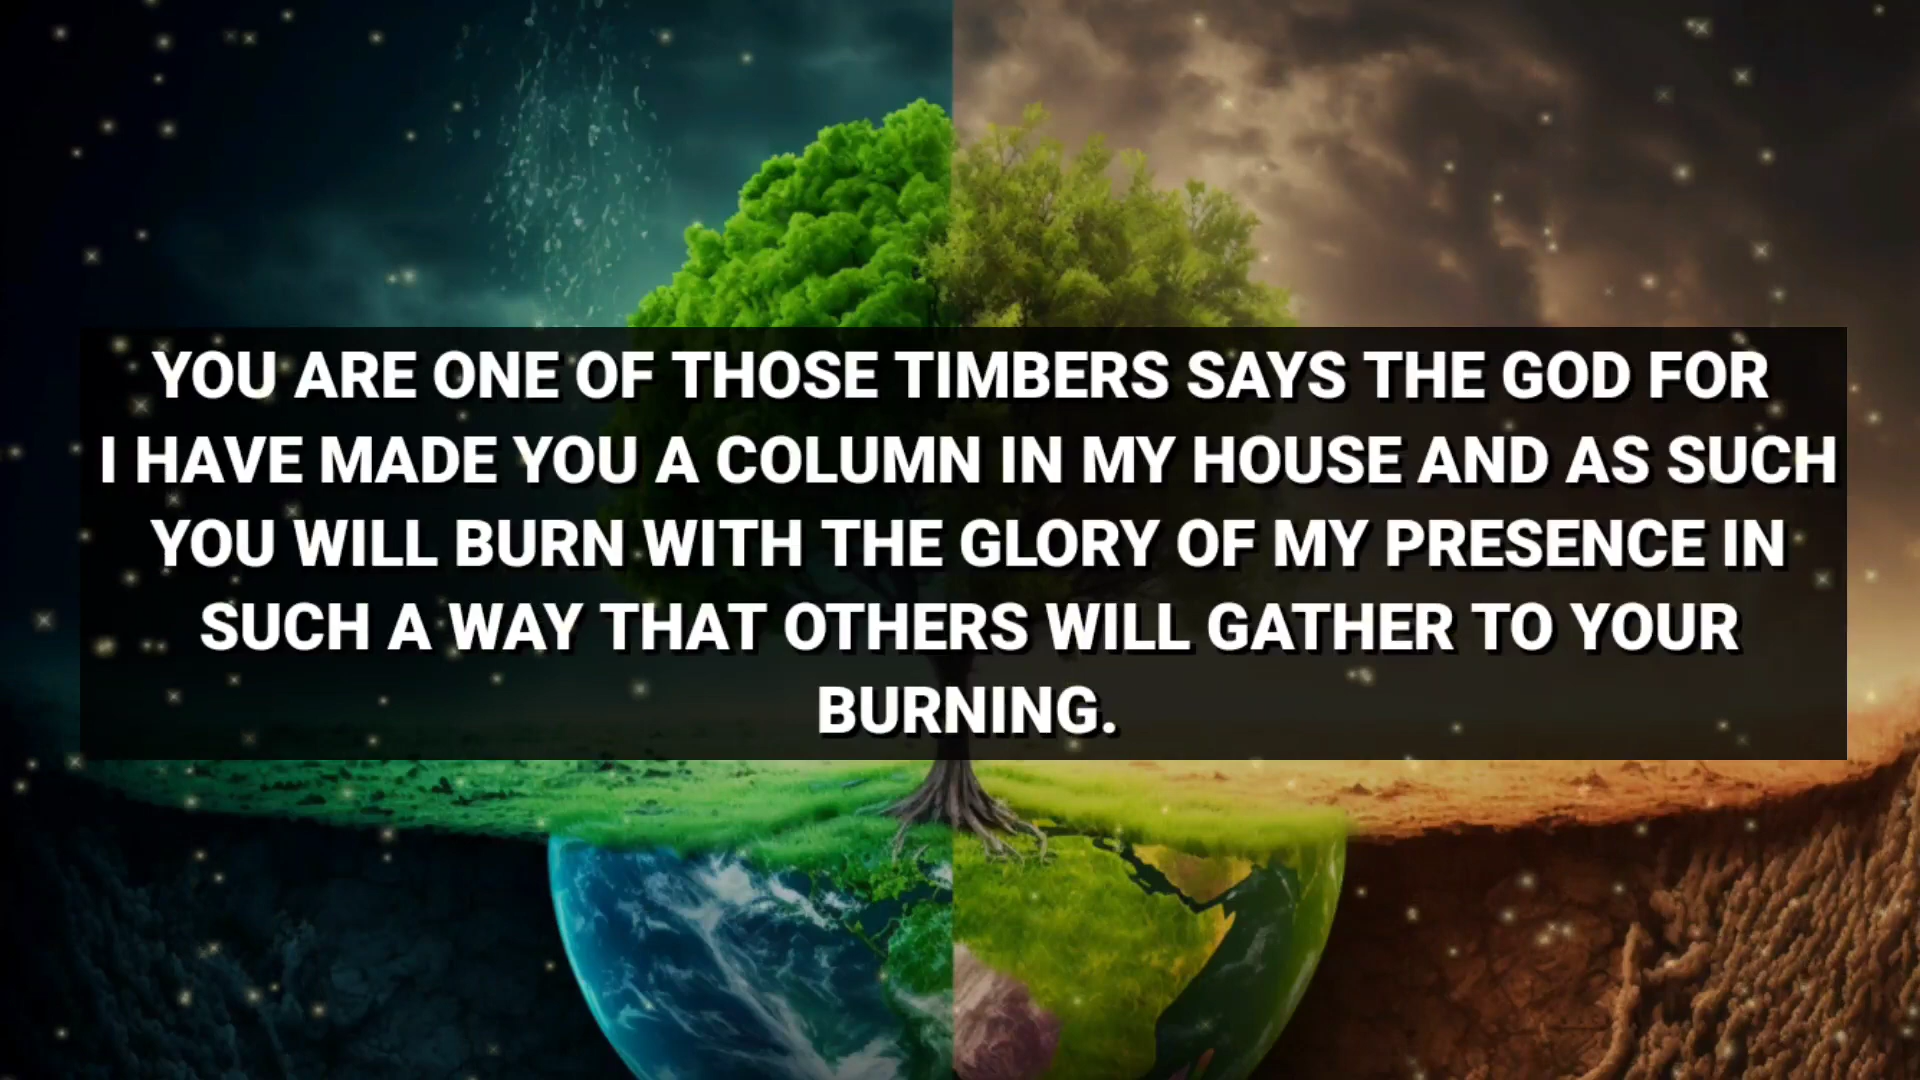 YOU ARE ONE OF THOSE TIMBERS SAYS THE GOD FOR
I HAVE MADE YOU A COLUMN IN MY HOUSE AND AS SUCH
YOU WILL BURN WITH THE GLORY OF MY PRESENCE IN
SUCH A WAY THAT OTHERS WILL GATHER TO YOUR
BURNING.